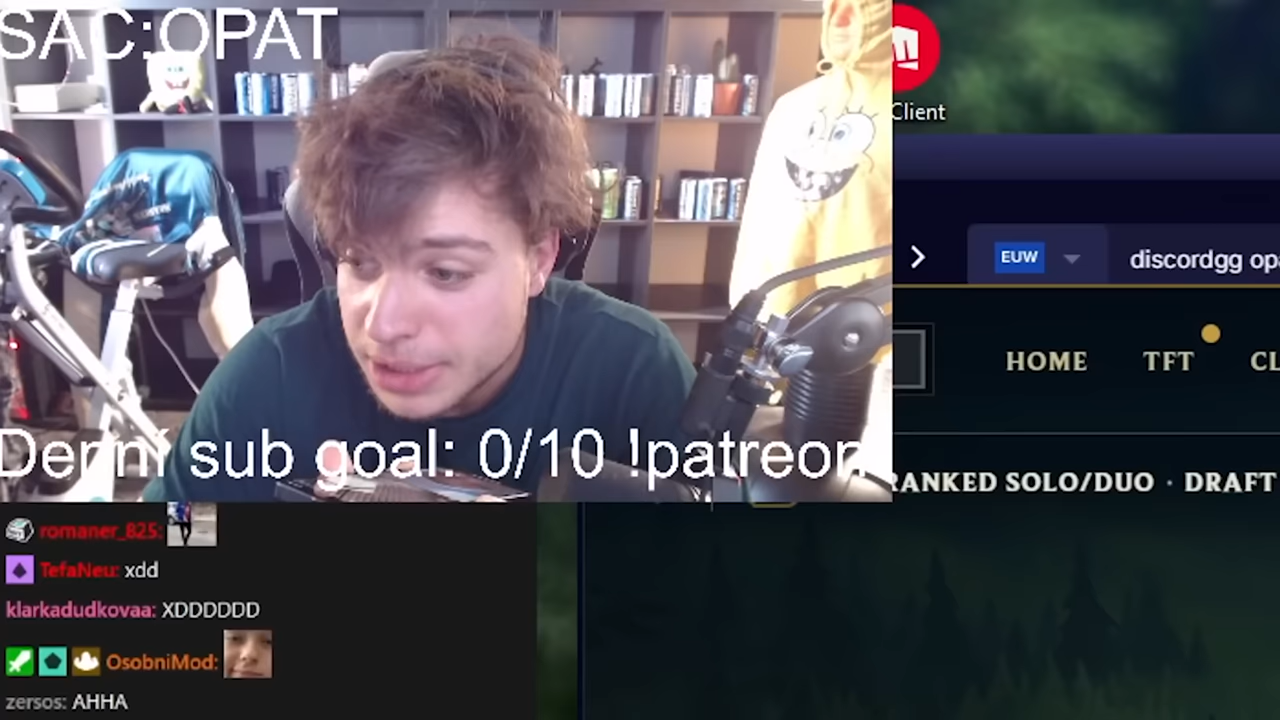 SAC:OPAT
Client
EUW
discordgg op
HOME
TFT
CL
Denní sub goal: 0/10 !patreon
RANKED SOLO/DUO · DRAFT
romaner_825:
TefaNeu: xdd
klarkadudkovaa: XDDDDDD
OsobniMod:
zersos: AHHA